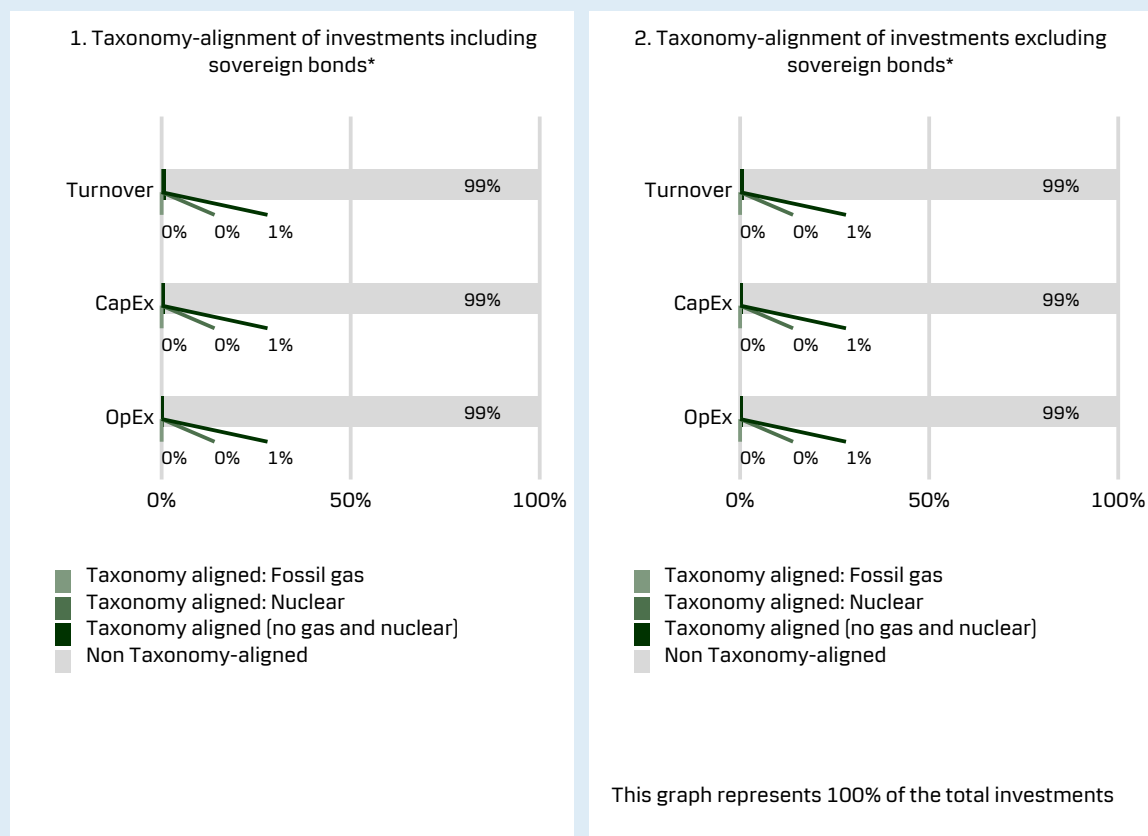 1. Taxonomy-alignment of investments including
sovereign bonds*
Turnover
99%
0% 0% 1%
CapEx
99%
0% 0% 1%
OpEx
99%
0% 0% 1%
0% 50% 100%
Taxonomy aligned: Fossil gas
Taxonomy aligned: Nuclear
Taxonomy aligned (no gas and nuclear)
Non Taxonomy-aligned
2. Taxonomy-alignment of investments excluding
sovereign bonds*
Turnover
99%
0% 0% 1%
CapEx
99%
0% 0% 1%
OpEx
99%
0% 0% 1%
0% 50% 100%
Taxonomy aligned: Fossil gas
Taxonomy aligned: Nuclear
Taxonomy aligned (no gas and nuclear)
Non Taxonomy-aligned
This graph represents 100% of the total investments